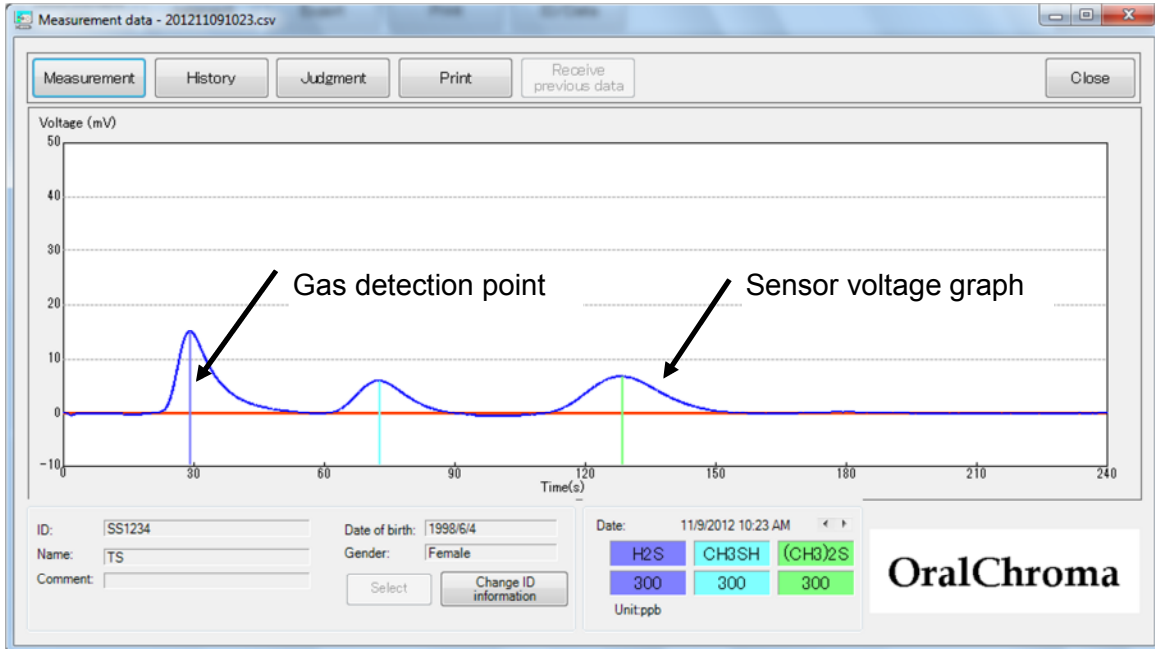 Measurement data - 201211091023.csv
Measurement History Judgment Print Receive previous data Close
Voltage (mV)
50
40
30
Gas detection point Sensor voltage graph
20
10
0
-10
0 30 60 90 120 150 180 210 240
Time(s)
ID: SS1234 Date of birth: 1998/6/4 Date: 11/9/2012 10:23 AM
Name: TS Gender: Female H2S CH3SH (CH3)2S
Comment: Select Change ID information 300 300 300
Unit:ppb
OralChroma